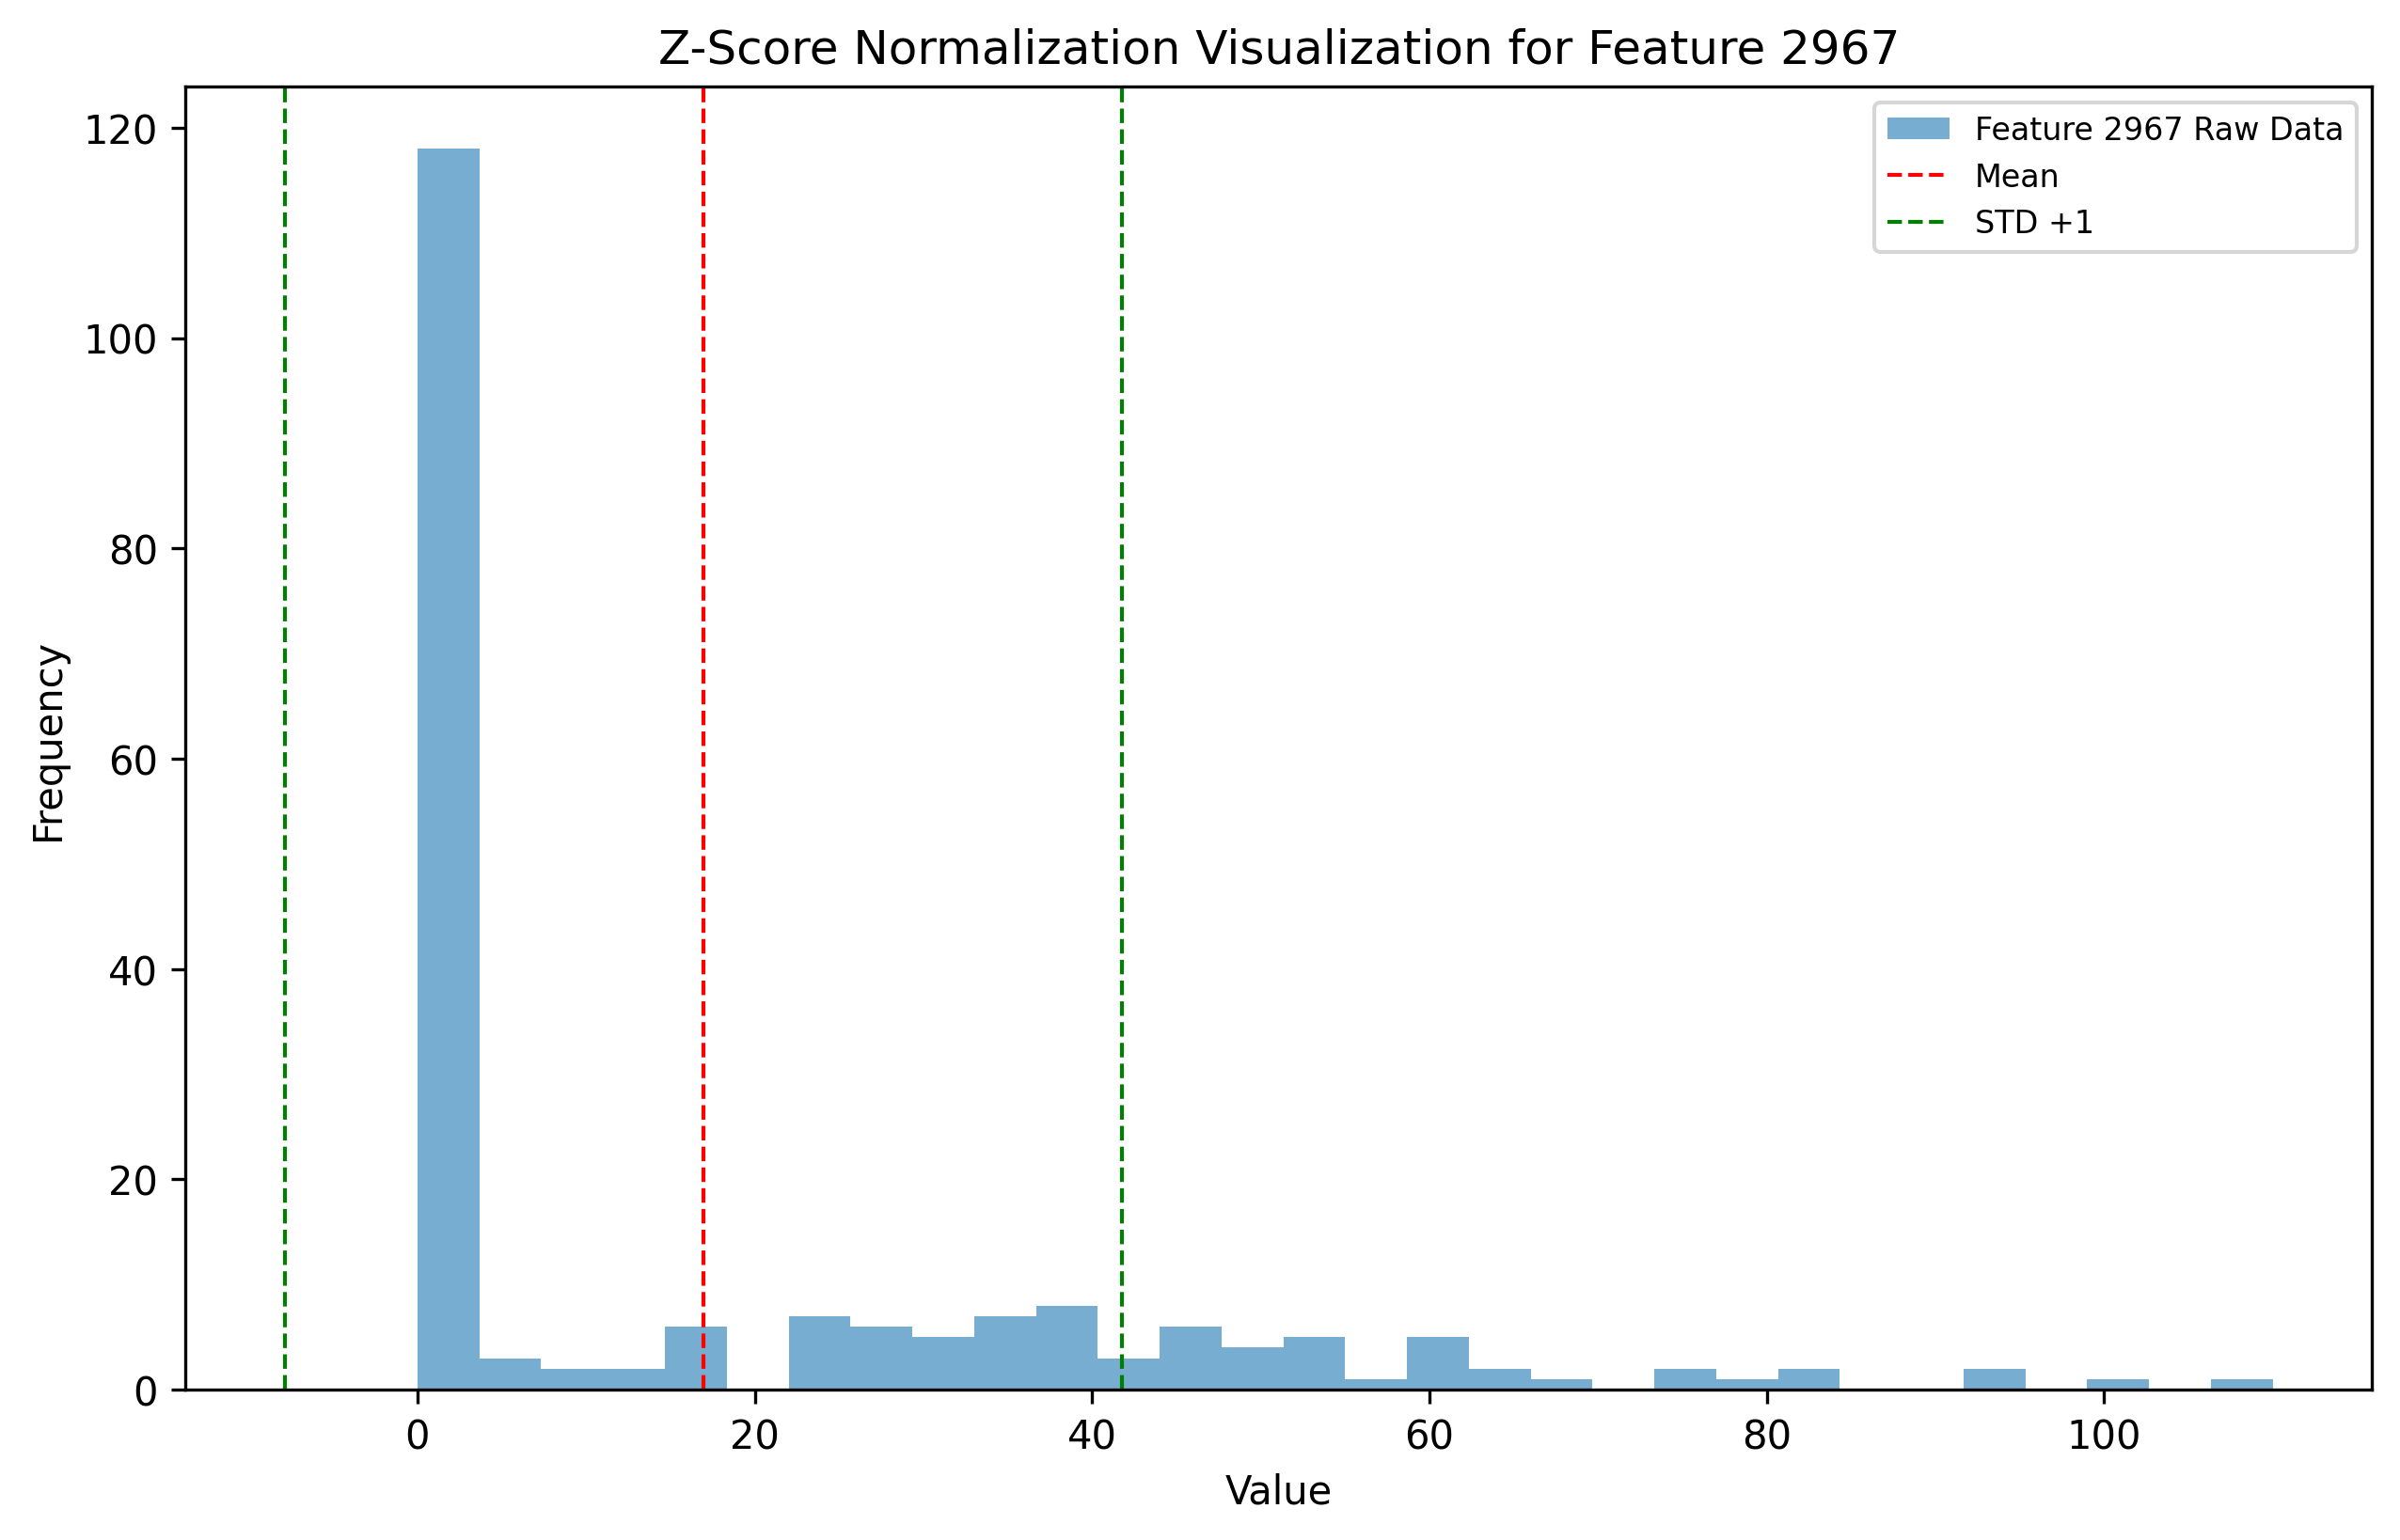 Z-Score Normalization Visualization for Feature 2967
Feature 2967 Raw Data
Mean
STD +1
120
100
80
60
40
20
0
Frequency
0 20 40 60 80 100
Value